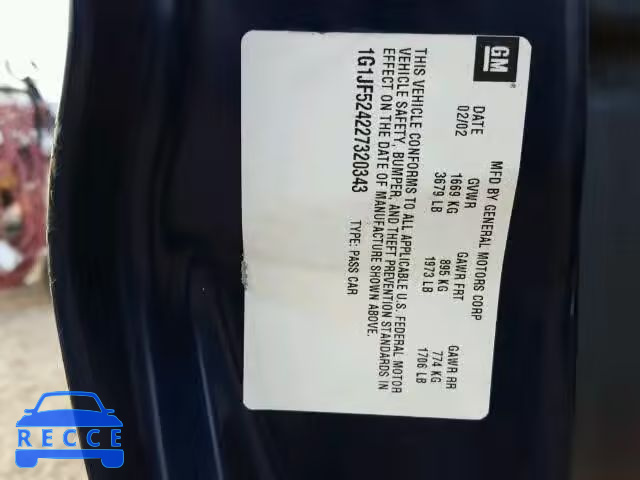 GM
®
MFD BY GENERAL MOTORS CORP
DATE GVWR GAWR FRT GAWR RR
02/02 1669 KG 895 KG 774 KG
3679 LB 1973 LB 1706 LB
THIS VEHICLE CONFORMS TO ALL APPLICABLE U.S. FEDERAL MOTOR
VEHICLE SAFETY, BUMPER, AND THEFT PREVENTION STANDARDS IN
EFFECT ON THE DATE OF MANUFACTURE SHOWN ABOVE.
1G1JF524227320343 TYPE: PASS CAR
RECCE